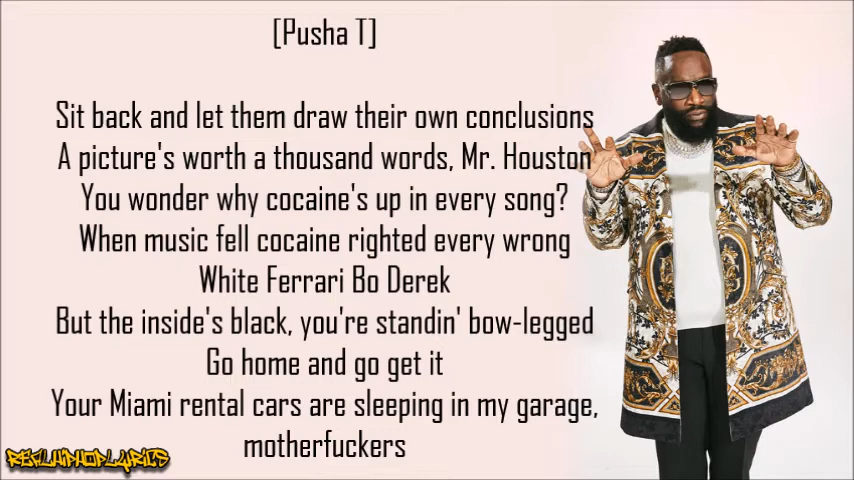 [Pusha T]
Sit back and let them draw their own conclusions
A picture's worth a thousand words, Mr. Houston
You wonder why cocaine's up in every song?
When music fell cocaine righted every wrong
White Ferrari Bo Derek
But the inside's black, you're standin' bow-legged
Go home and go get it
Your Miami rental cars are sleeping in my garage,
motherfuckers
REFLHIPHOPLYRICS